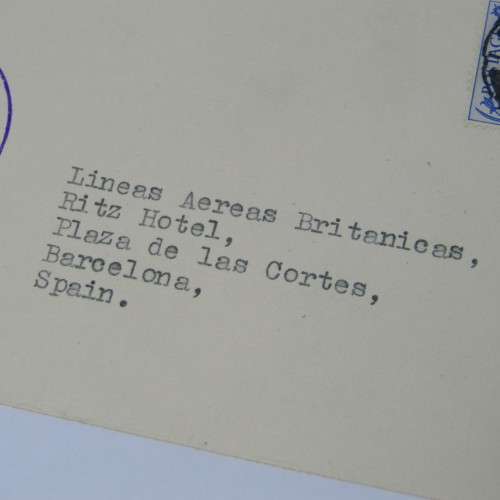 Lineas Aereas Britanicas,
Ritz Hotel,
Plaza de las Cortes,
Barcelona,
Spain.